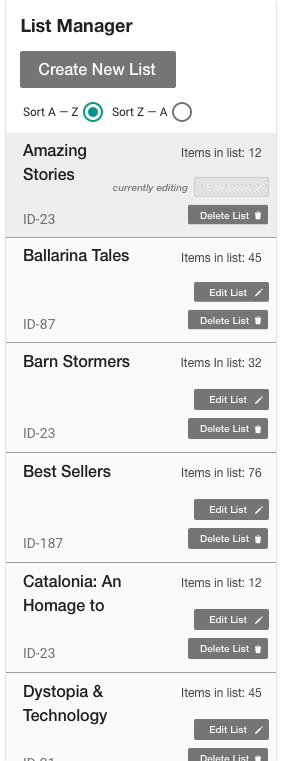 List Manager
Create New List
Sort A — Z Sort Z — A
Amazing Items in list: 12
Stories
currently editing
ID-23 Delete List
Ballarina Tales Items in list: 45
Edit List
ID-87 Delete List
Barn Stormers Items In list: 32
Edit List
ID-23 Delete List
Best Sellers Items in list: 76
Edit List
ID-187 Delete List
Catalonia: An Items in list: 12
Homage to
Edit List
ID-23 Delete List
Dystopia & Items in list: 45
Technology
Edit List
Delete List